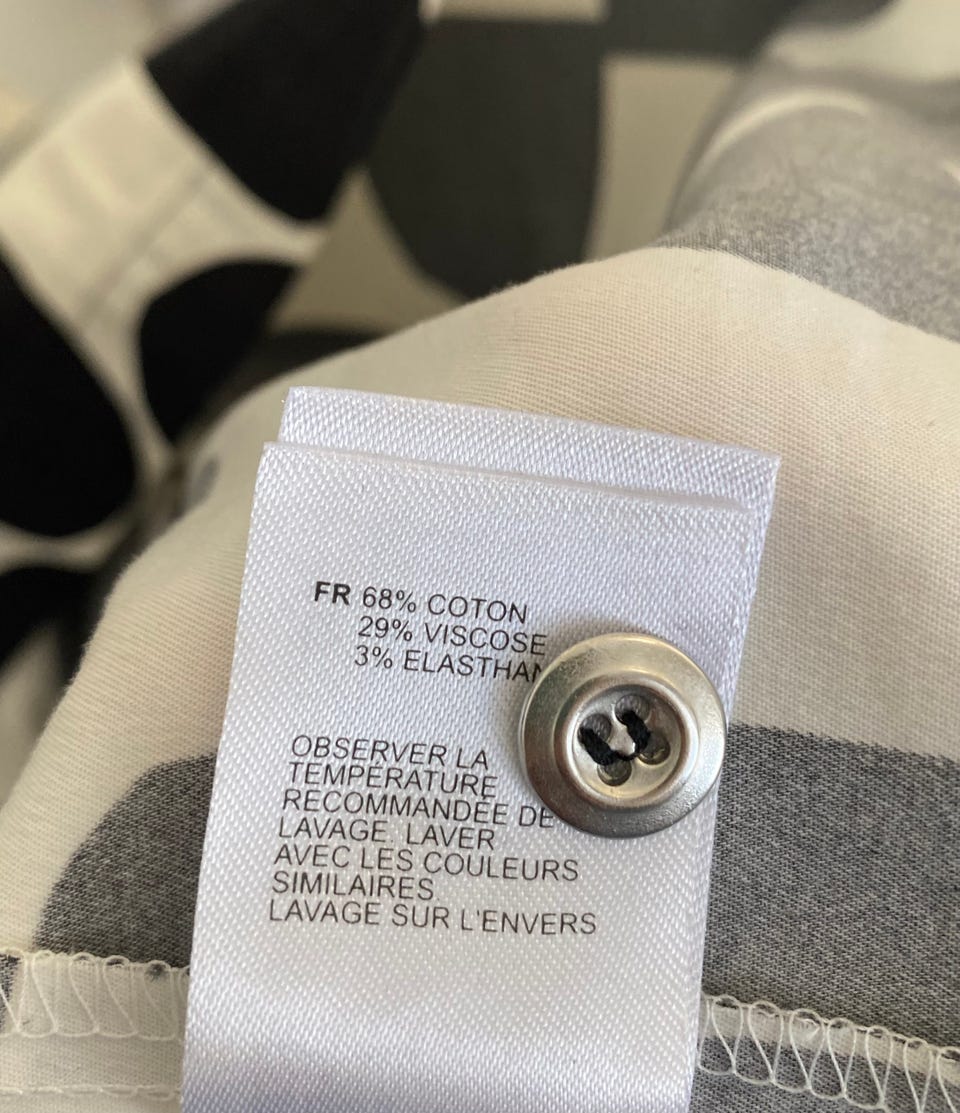 FR 68% COTON
29% VISCOSE
3% ELASTHAN
OBSERVER LA
TEMPERATURE
RECOMMANDÉE DE
LAVAGE. LAVER
AVEC LES COULEURS
SIMILAIRES
LAVAGE SUR L'ENVERS